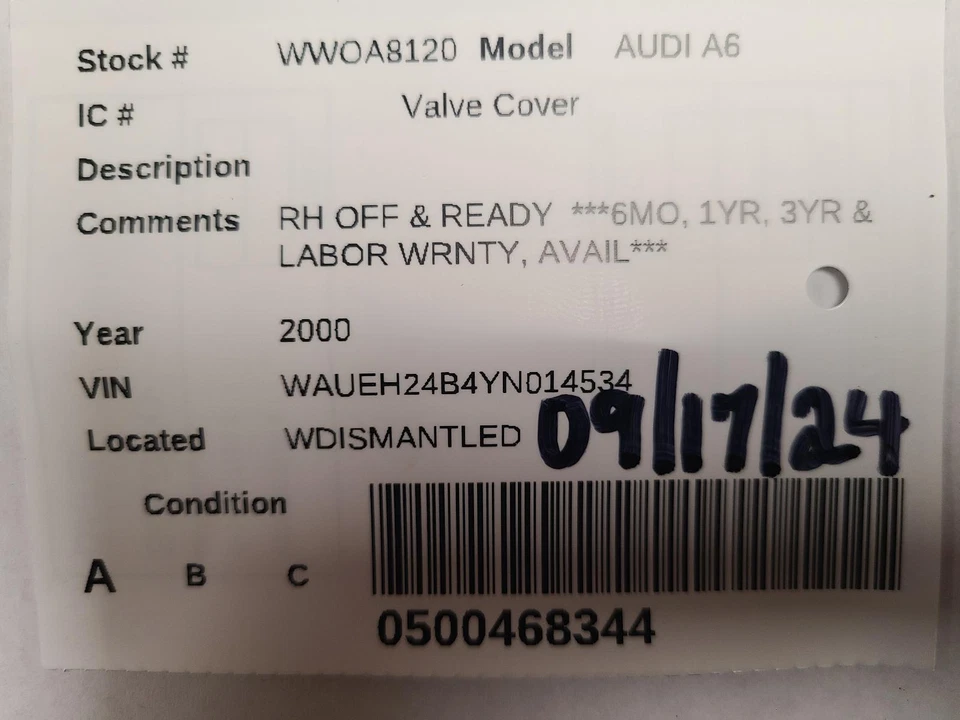 Stock # WWOA8120 Model AUDI A6
IC # Valve Cover
Description
Comments RH OFF & READY ***6MO, 1YR, 3YR &
LABOR WRNTY, AVAIL***
Year 2000
VIN WAUEH24B4YN014534
Located WDISMANTLED 09/17/24
Condition
A B C
0500468344